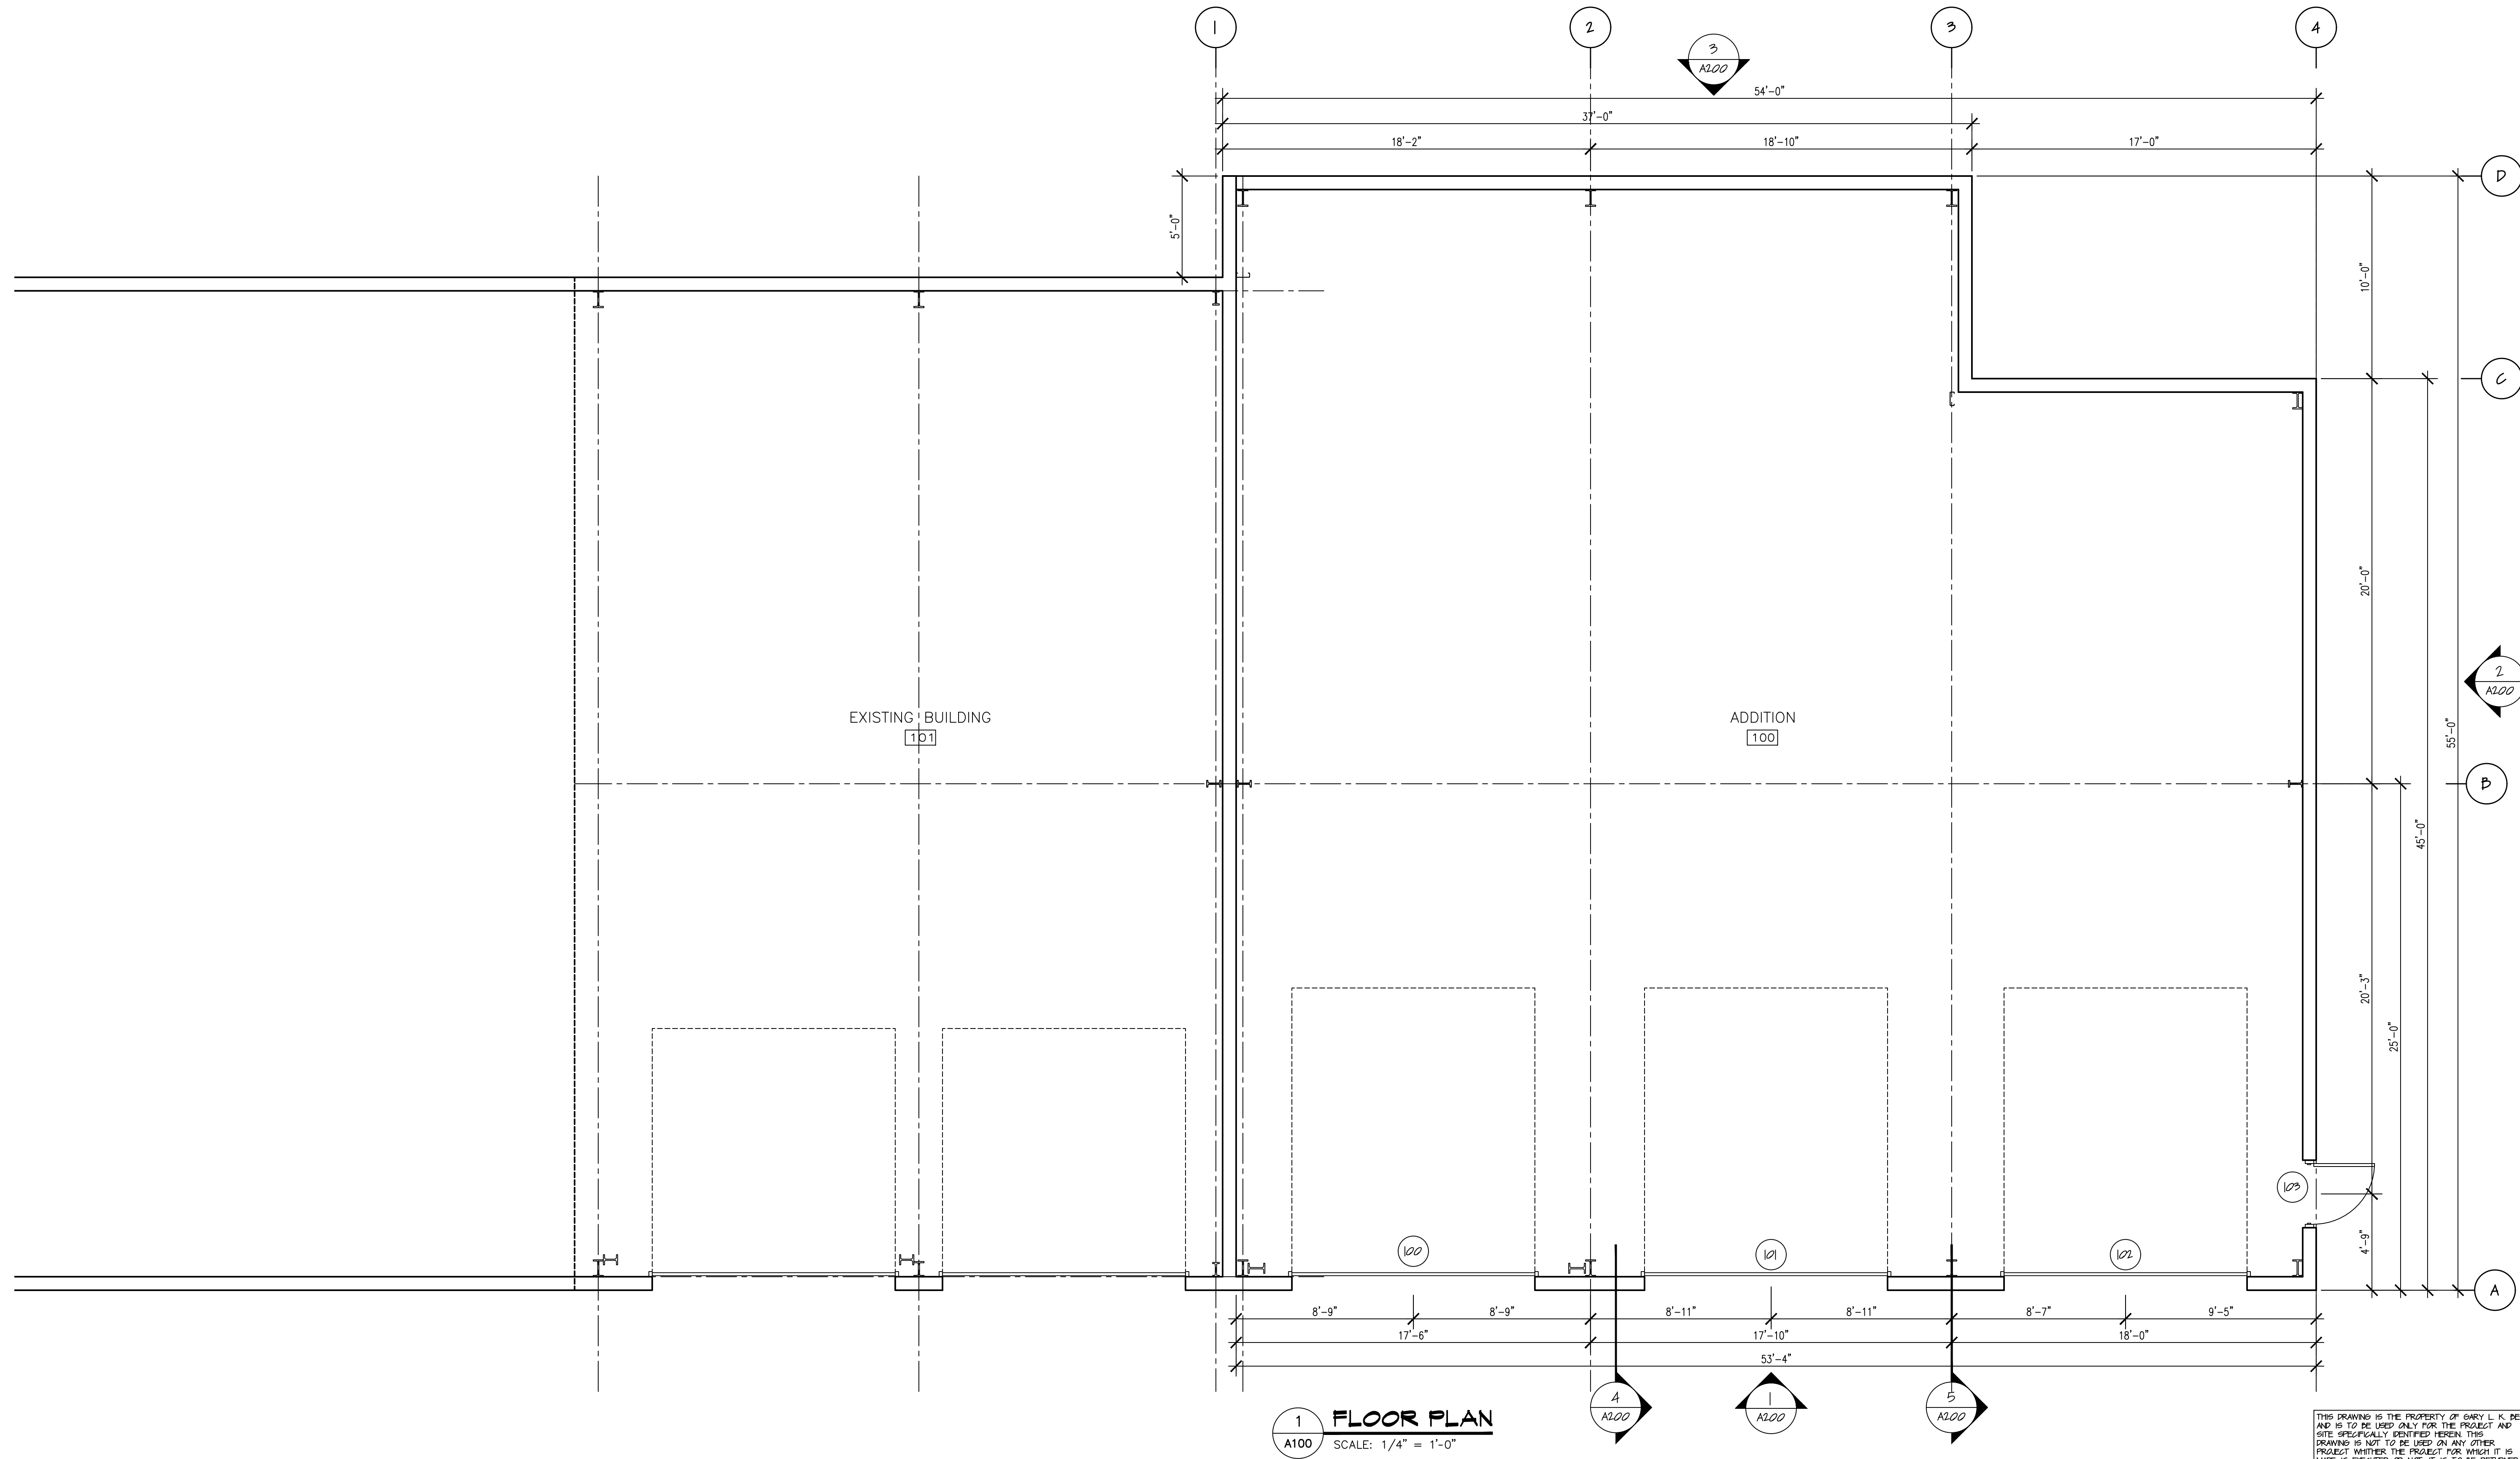 1
2
3
4
3
A200
54'-0"
37'-0"
18'-2"
18'-10"
17'-0"
D
5'-0"
10'-0"
C
20'-0"
2
A200
EXISTING BUILDING
101
ADDITION
100
55'-0"
B
45'-0"
20'-3"
25'-0"
103
4'-9"
100
101
102
A
8'-9"
8'-9"
8'-11"
8'-11"
8'-7"
9'-5"
17'-6"
17'-10"
18'-0"
53'-4"
4
A200
1
A200
5
A200
1
A100
FLOOR PLAN
SCALE: 1/4" = 1'-0"
THIS DRAWING IS THE PROPERTY OF GARY L. K. BE
AND IS TO BE USED ONLY FOR THE PROJECT AND
SITE SPECIFICALLY IDENTIFIED HEREIN. THIS
DRAWING IS NOT TO BE USED ON ANY OTHER
PROJECT WHITHER THE PROJECT FOR WHICH IT IS